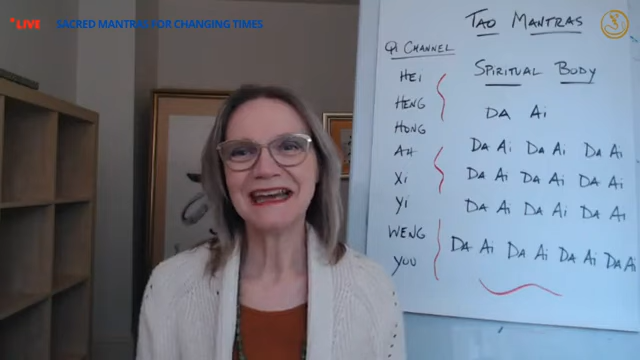 LIVE SACRED MANTRAS FOR CHANGING TIMES
TAO MANTRAS
QI CHANNEL
HEI
HENG
HONG
AH
XI
YI
WENG
YOU
SPIRITUAL BODY
DA Ai
DA Ai DA Ai DA Ai
DA Ai DA Ai DA Ai
DA Ai DA Ai DA Ai
DA Ai DA Ai DA Ai DA Ai